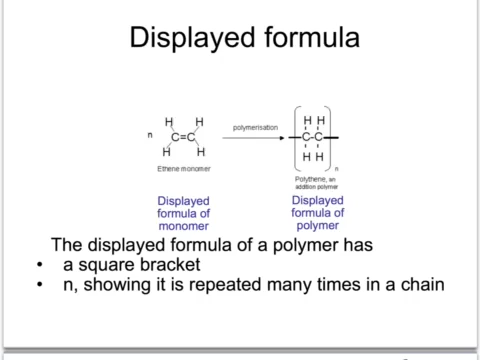 Displayed formula
H H H H
n C=C polymerisation C-C
H H H H
n
Ethene monomer Polythene, an
addition polymer
Displayed Displayed
formula of formula of
monomer polymer
The displayed formula of a polymer has
• a square bracket
• n, showing it is repeated many times in a chain